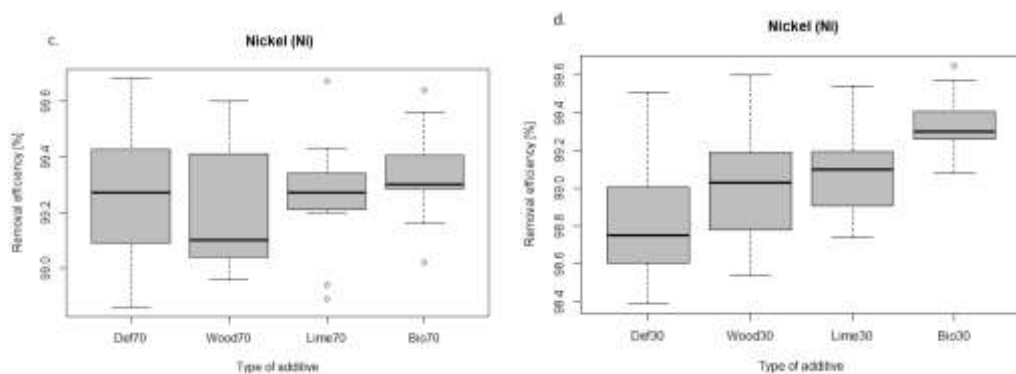 c.
Nickel (Ni)
Removal efficiency [%]
99.6
99.4
99.2
99.0
Def70
Wood70
Lime70
Bio70
Type of additive
d.
Nickel (Ni)
Removal efficiency [%]
99.6
99.4
99.2
99.0
98.8
98.6
98.4
Def30
Wood30
Lime30
Bio30
Type of additive